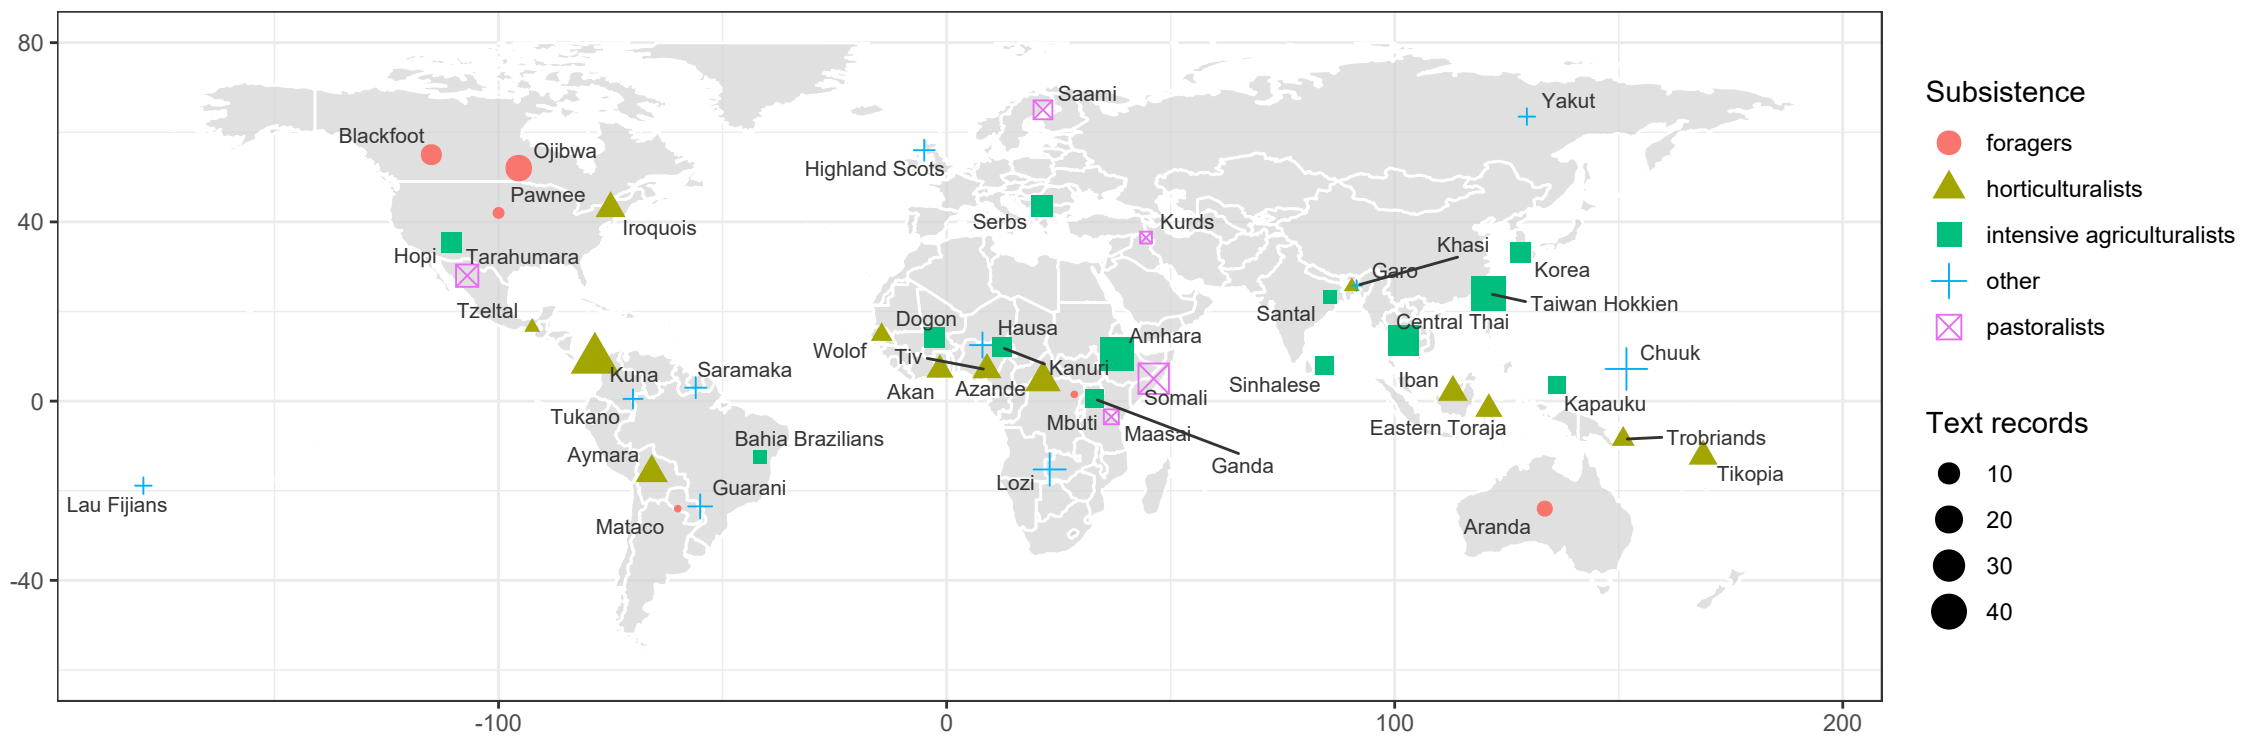 80
40
0
-40
-100
0
100
200
Saami
Yakut
Blackfoot
Ojibwa
Highland Scots
Pawnee
Iroquois
Serbs
Kurds
Khasi
Hopi
Tarahumara
Garo
Korea
Tzeltal
Santal
Taiwan Hokkien
Dogon
Hausa
Central Thai
Amhara
Wolof
Tiv
Chuuk
Kuna
Saramaka
Kanuri
Akan
Azande
Iban
Sinhalese
Somali
Kapauku
Tukano
Mbuti
Maasai
Eastern Toraja
Bahia Brazilians
Trobriands
Aymara
Ganda
Tikopia
Lozi
Guarani
Lau Fijians
Mataco
Aranda
Subsistence
foragers
horticulturalists
intensive agriculturalists
other
pastoralists
Text records
10
20
30
40